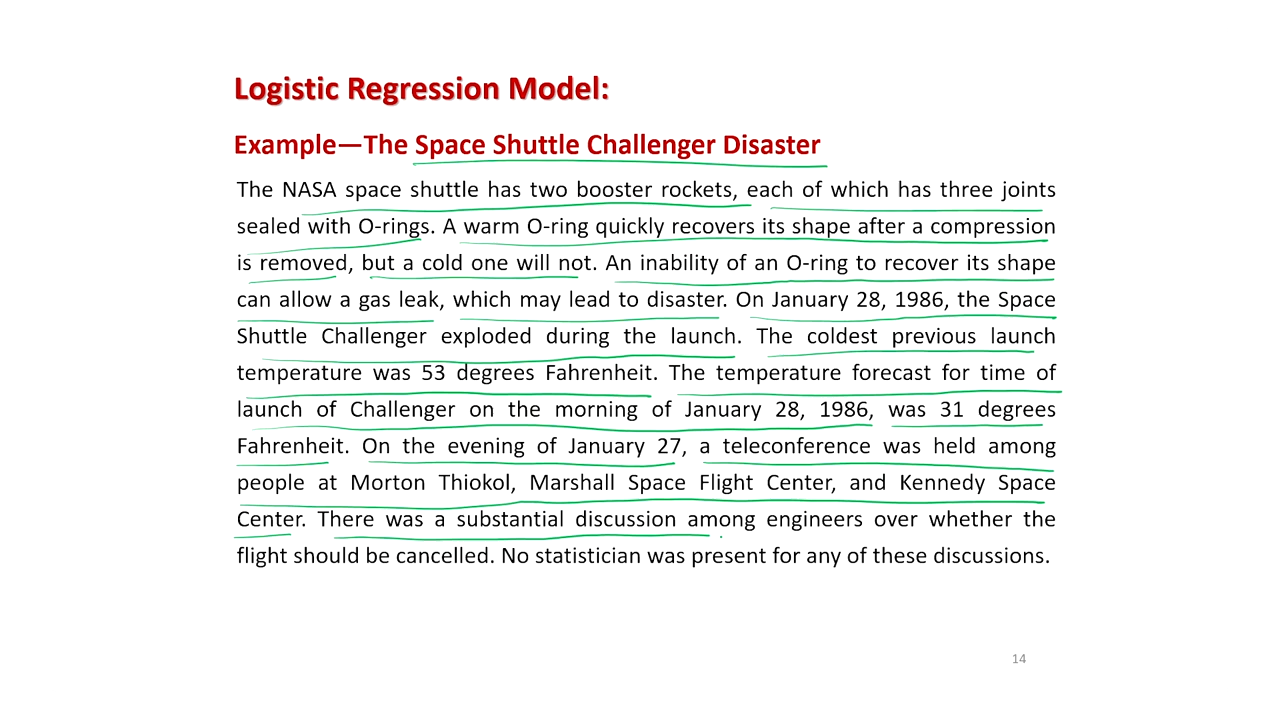 Logistic Regression Model:
Example—The Space Shuttle Challenger Disaster
The NASA space shuttle has two booster rockets, each of which has three joints
sealed with O-rings. A warm O-ring quickly recovers its shape after a compression
is removed, but a cold one will not. An inability of an O-ring to recover its shape
can allow a gas leak, which may lead to disaster. On January 28, 1986, the Space
Shuttle Challenger exploded during the launch. The coldest previous launch
temperature was 53 degrees Fahrenheit. The temperature forecast for time of
launch of Challenger on the morning of January 28, 1986, was 31 degrees
Fahrenheit. On the evening of January 27, a teleconference was held among
people at Morton Thiokol, Marshall Space Flight Center, and Kennedy Space
Center. There was a substantial discussion among engineers over whether the
flight should be cancelled. No statistician was present for any of these discussions.
14